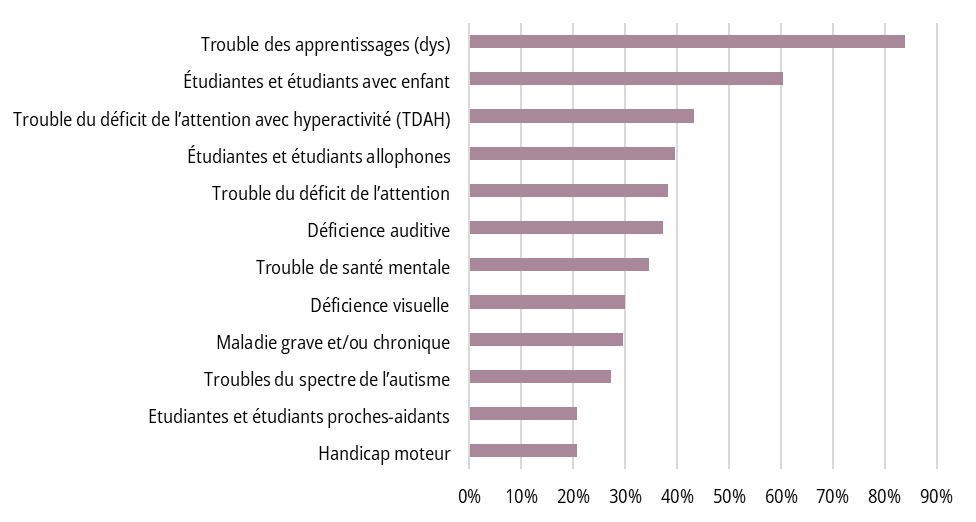 Trouble des apprentissages (dys)
Étudiantes et étudiants avec enfant
Trouble du déficit de l’attention avec hyperactivité (TDAH)
Étudiantes et étudiants allophones
Trouble du déficit de l’attention
Déficience auditive
Trouble de santé mentale
Déficience visuelle
Maladie grave et/ou chronique
Troubles du spectre de l’autisme
Etudiantes et étudiants proches-aidants
Handicap moteur
0% 10% 20% 30% 40% 50% 60% 70% 80% 90%